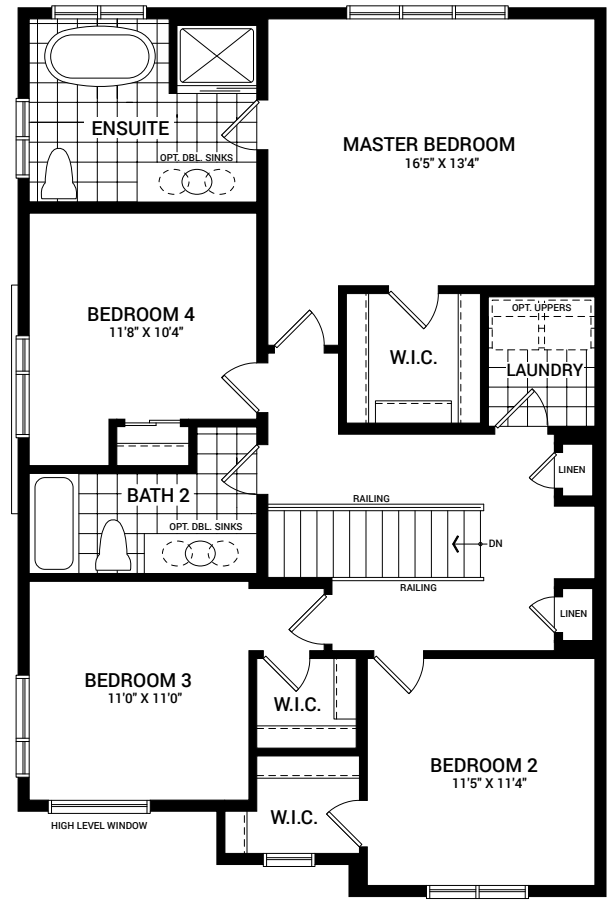 ENSUITE
OPT. DBL. SINKS
MASTER BEDROOM
16'5" X 13'4"
BEDROOM 4
11'8" X 10'4"
W.I.C.
OPT. UPPERS
LAUNDRY
LINEN
BATH 2
OPT. DBL. SINKS
RAILING
DN
RAILING
LINEN
BEDROOM 3
11'0" X 11'0"
W.I.C.
BEDROOM 2
11'5" X 11'4"
W.I.C.
HIGH LEVEL WINDOW